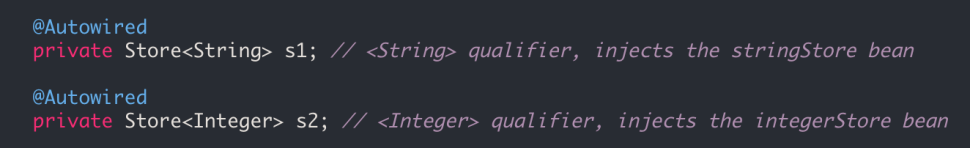 @Autowired
private Store<String> s1; // <String> qualifier, injects the stringStore bean
@Autowired
private Store<Integer> s2; // <Integer> qualifier, injects the integerStore bean